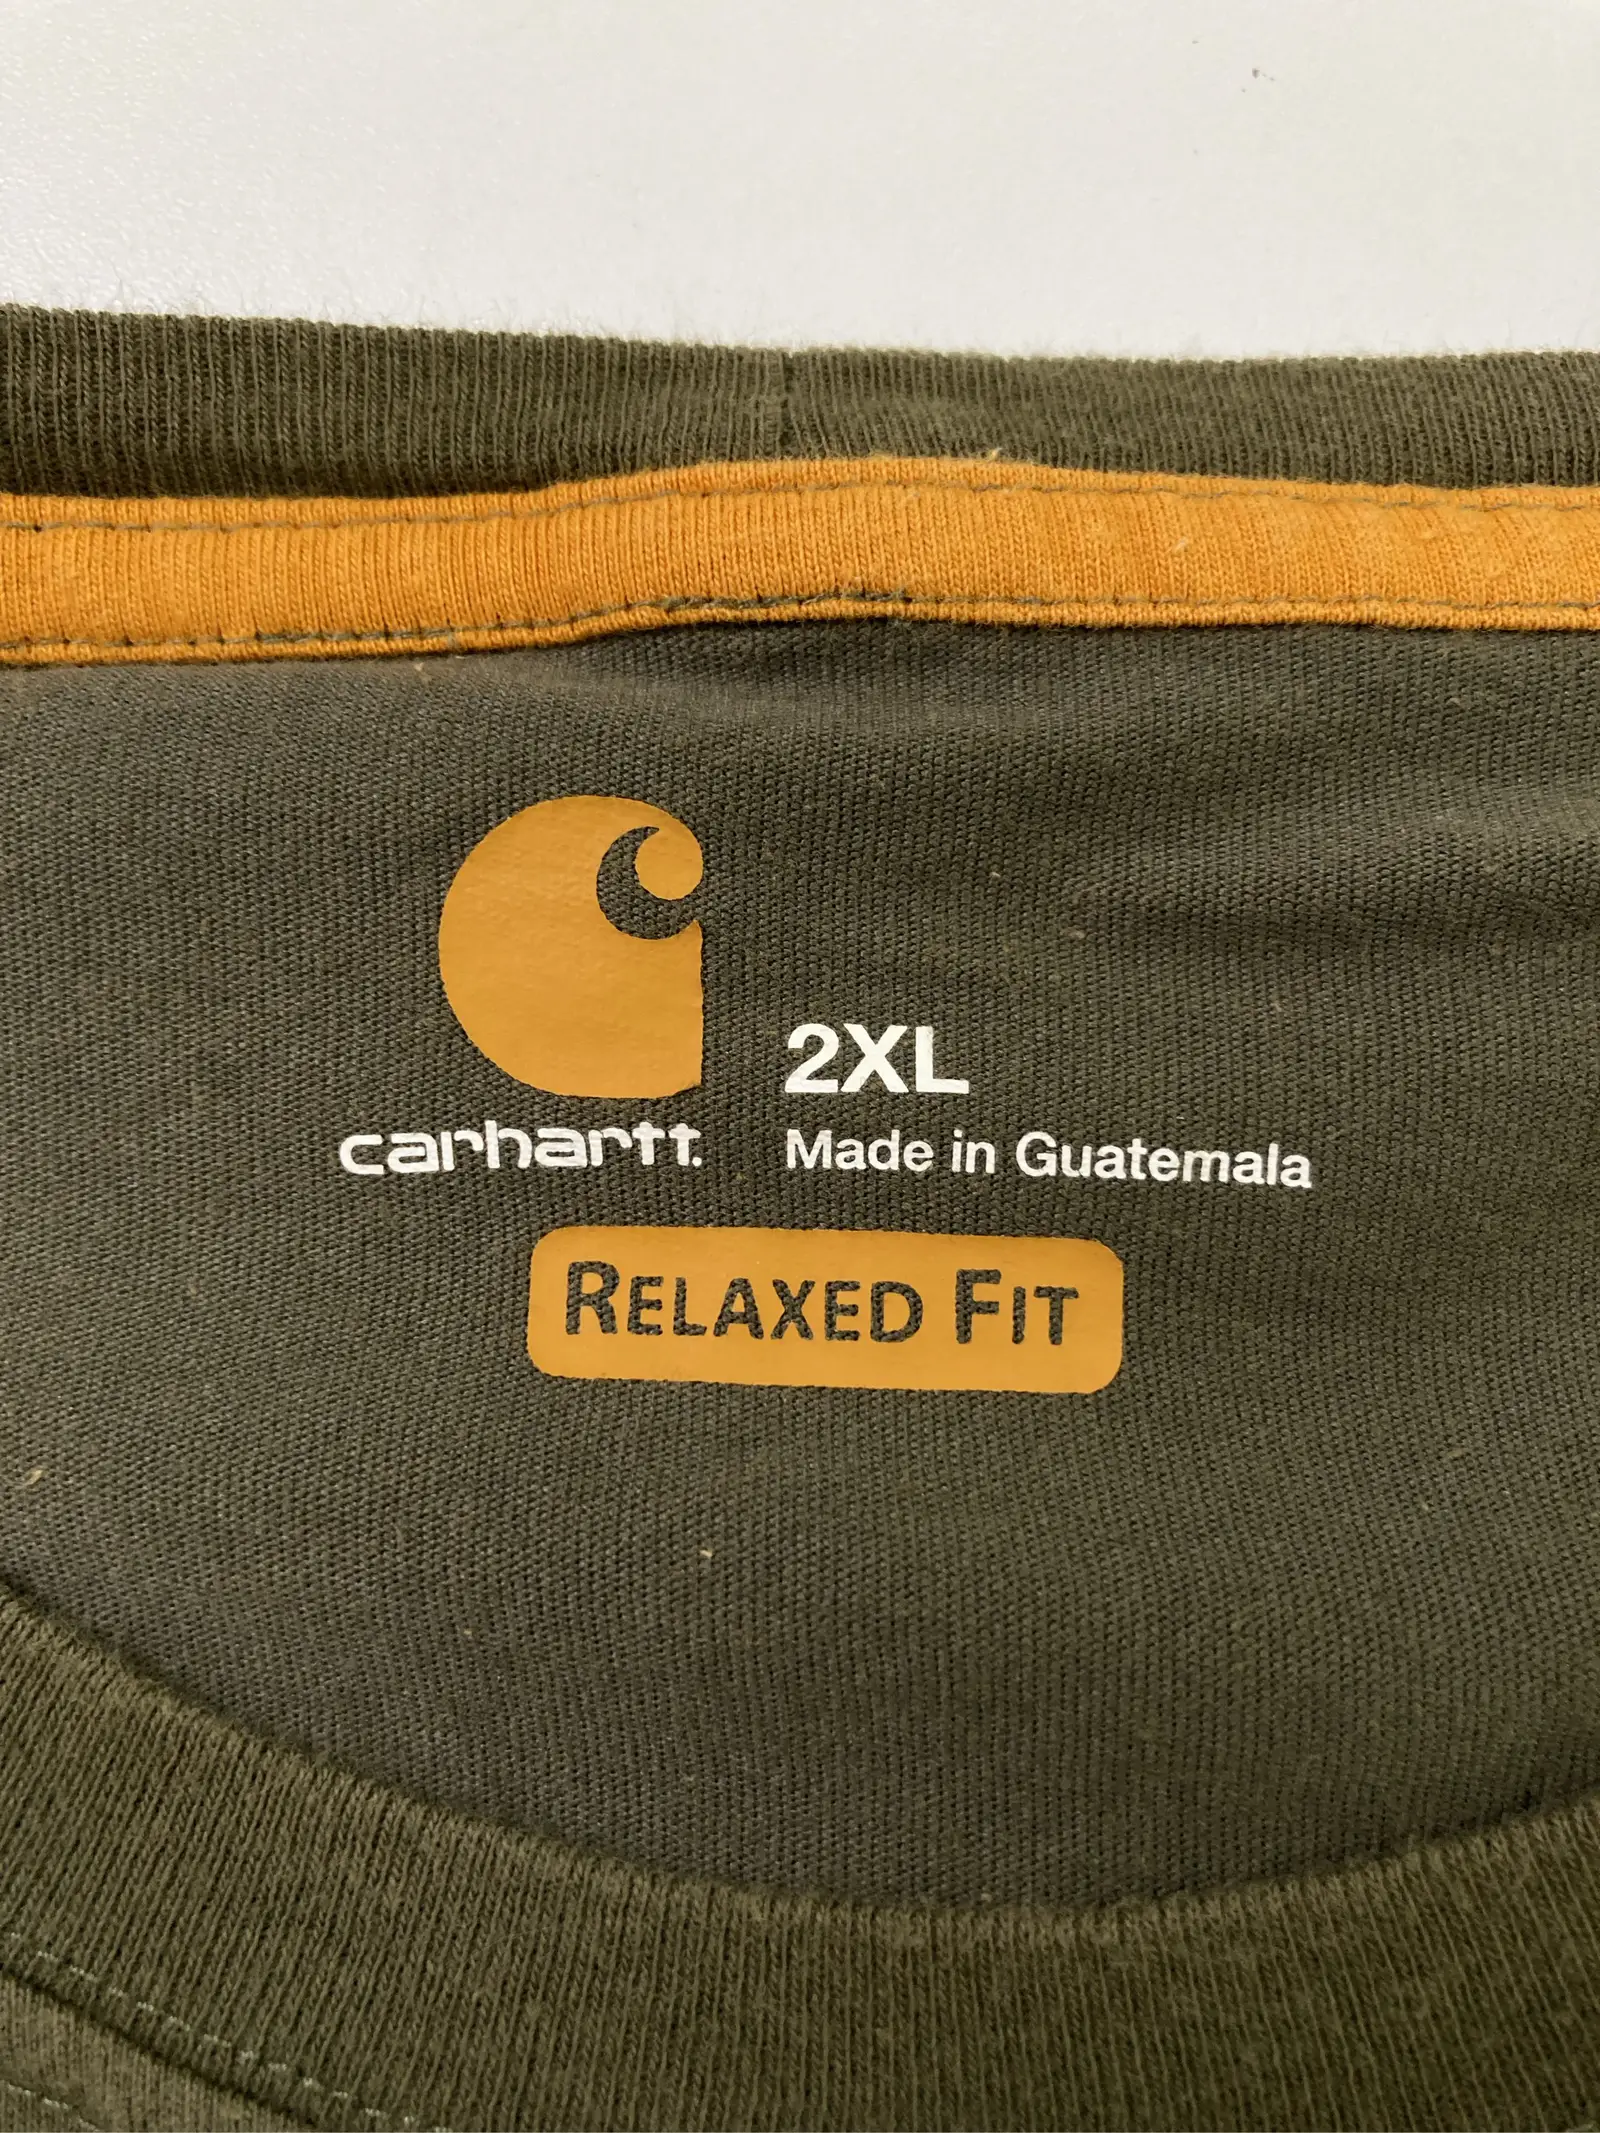 2XL
carhartt.
Made in Guatemala
RELAXED FIT